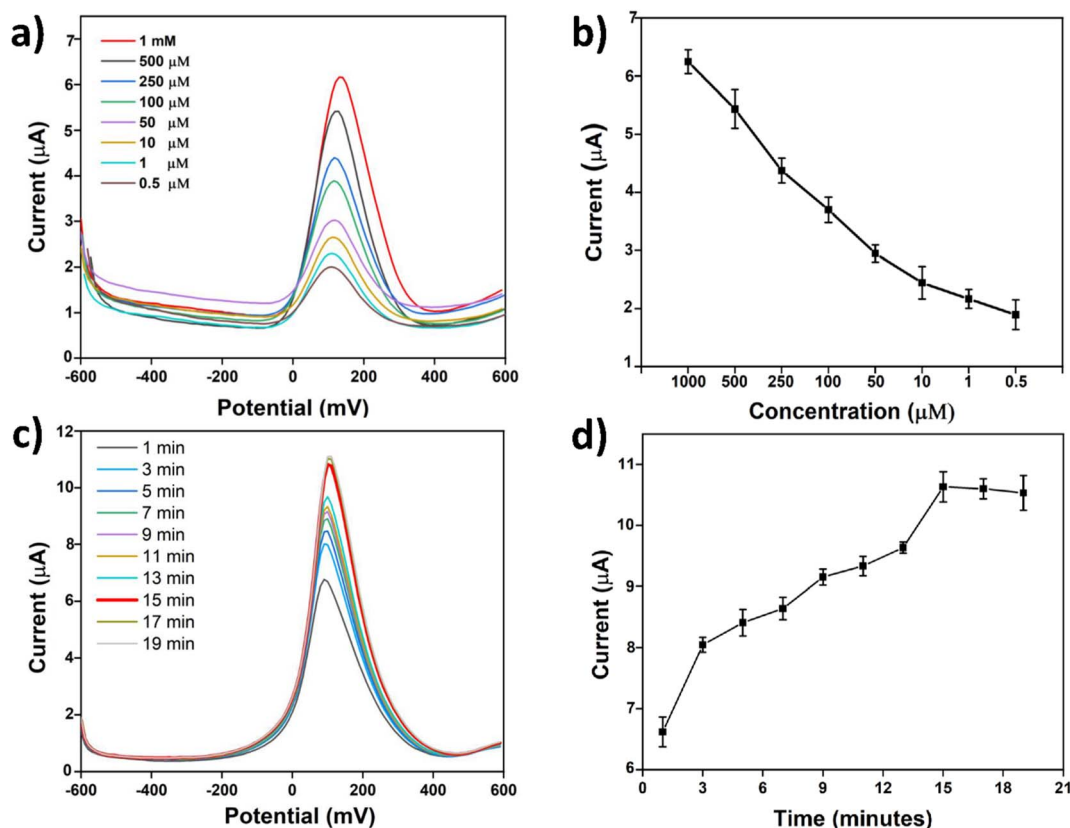 a)
7
6
5
4
3
2
1
0
Current (μA)
1 mM
500 μM
250 μM
100 μM
50 μM
10 μM
1 μM
0.5 μM
-600 -400 -200 0 200 400 600
Potential (mV)
b)
7
6
5
4
3
2
1
Current (μA)
1000 500 250 100 50 10 1 0.5
Concentration (μM)
c)
12
10
8
6
4
2
0
Current (μA)
1 min
3 min
5 min
7 min
9 min
11 min
13 min
15 min
17 min
19 min
-600 -400 -200 0 200 400 600
Potential (mV)
d)
11
10
9
8
7
6
Current (μA)
0 3 6 9 12 15 18 21
Time (minutes)